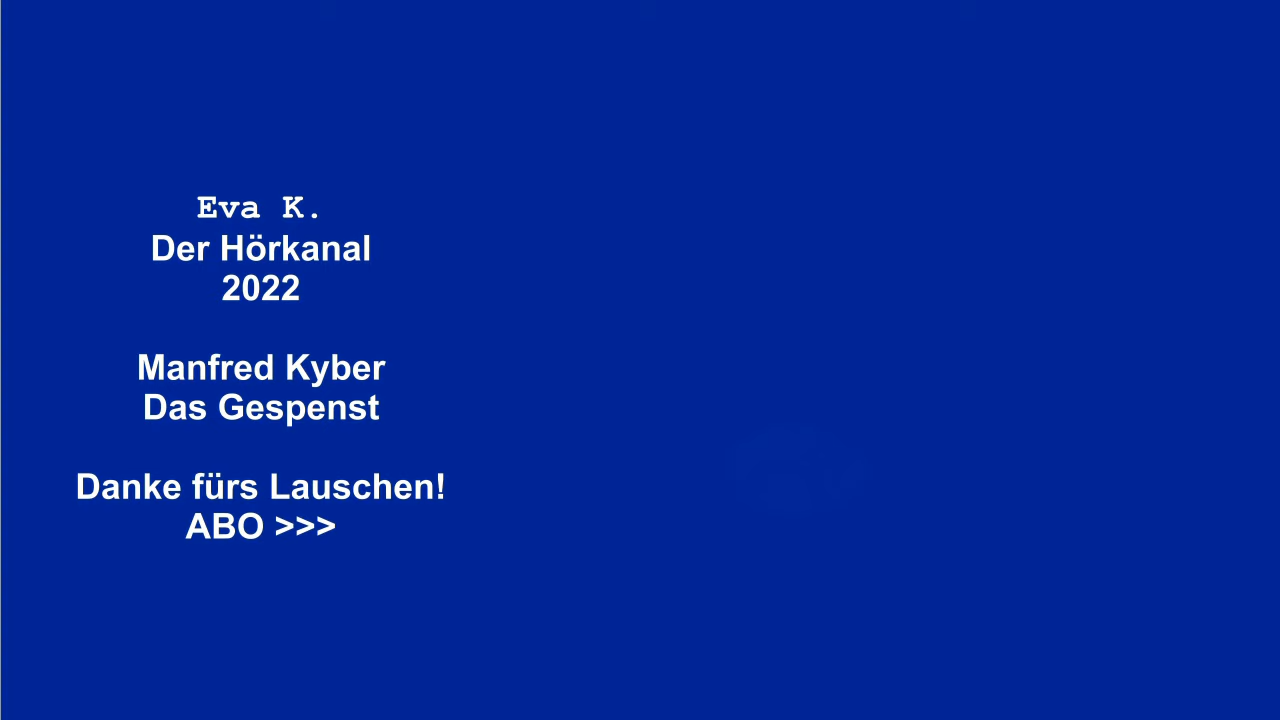 Eva K.
Der Hörkanal
2022
Manfred Kyber
Das Gespenst
Danke fürs Lauschen!
ABO >>>